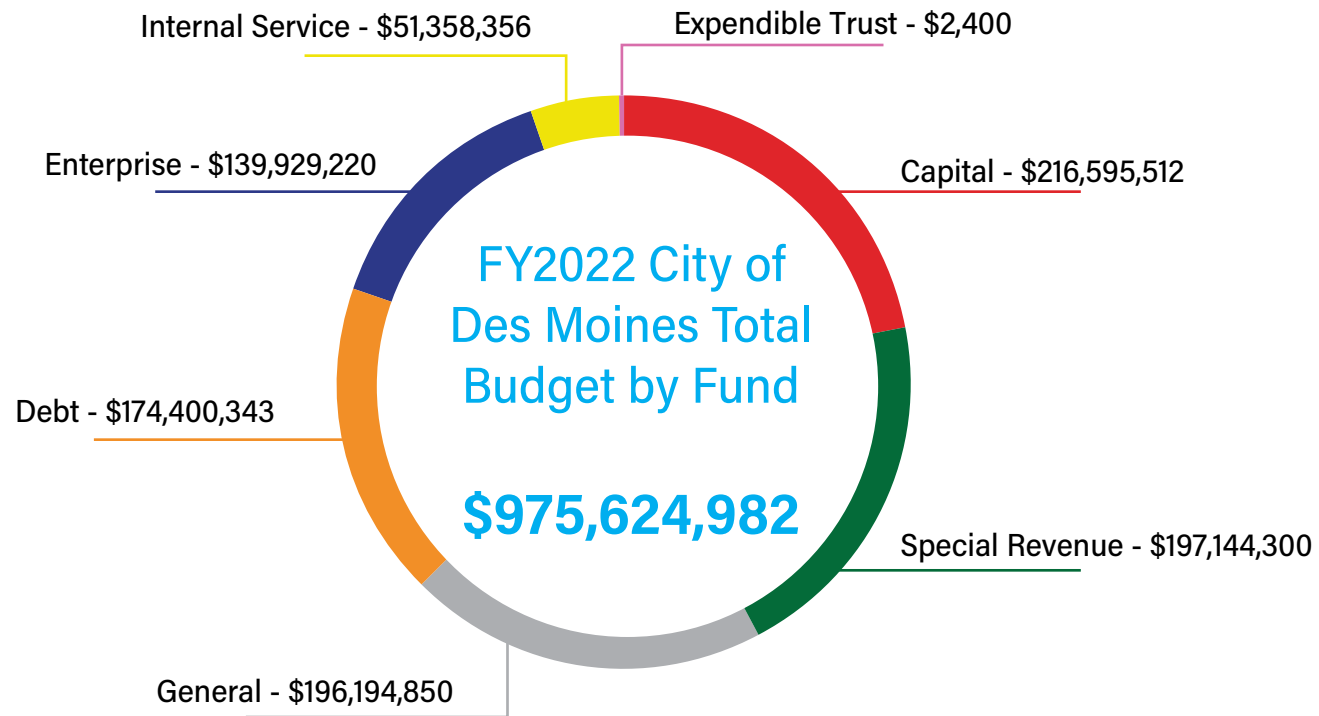 Internal Service - $51,358,356
Expendible Trust - $2,400
Enterprise - $139,929,220
Capital - $216,595,512
FY2022 City of
Des Moines Total
Budget by Fund
$975,624,982
Debt - $174,400,343
Special Revenue - $197,144,300
General - $196,194,850